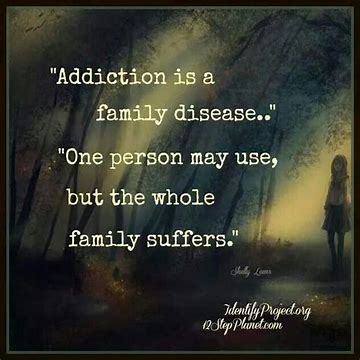 "Addiction is a
family disease.."
"One person may use,
but the whole
family suffers."
IdentifyProject.org
12StepPlanet.com